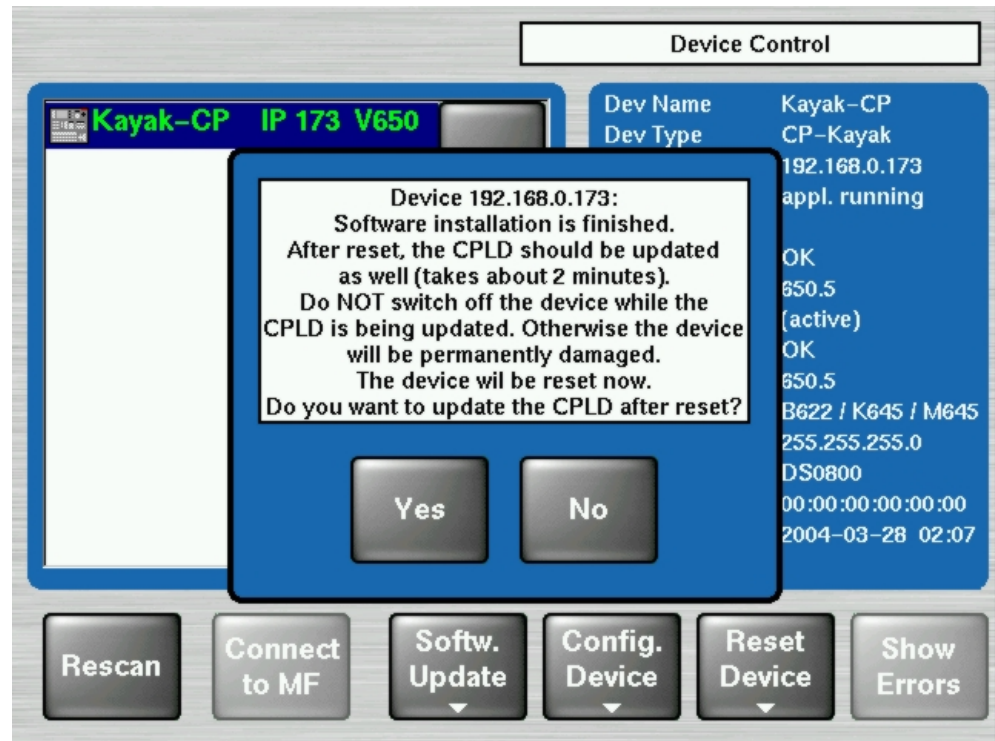 Device Control
Kayak-CP IP 173 V650
Dev Name Kayak-CP
Dev Type CP-Kayak
192.168.0.173
appl. running
OK
650.5
(active)
OK
650.5
B622 / K645 / M645
255.255.255.0
DS0800
00:00:00:00:00:00
2004-03-28 02:07
Device 192.168.0.173:
Software installation is finished.
After reset, the CPLD should be updated
as well (takes about 2 minutes).
Do NOT switch off the device while the
CPLD is being updated. Otherwise the device
will be permanently damaged.
The device wil be reset now.
Do you want to update the CPLD after reset?
Yes No
Rescan
Connect
to MF
Softw.
Update
Config.
Device
Reset
Device
Show
Errors